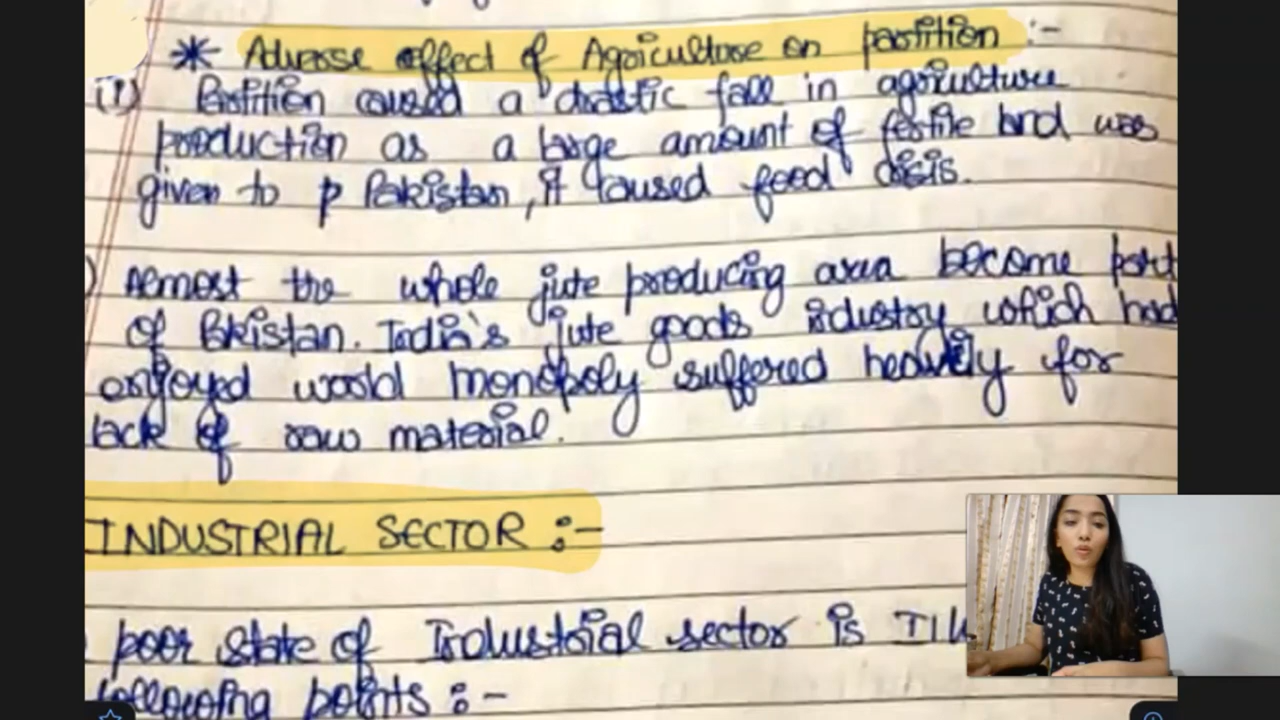 * Adverse effect of Agriculture on partition :-
(1) Partition caused a drastic fall in agriculture
production as a large amount of fertile land was
given to p Pakistan, it caused food crisis.
) Almost the whole jute producing area become part
of Pakistan. India's jute goods industry which had
enjoyed world monopoly suffered heavily for
lack of raw material.
INDUSTRIAL SECTOR :-
poor state of Industrial sector is
following points :-